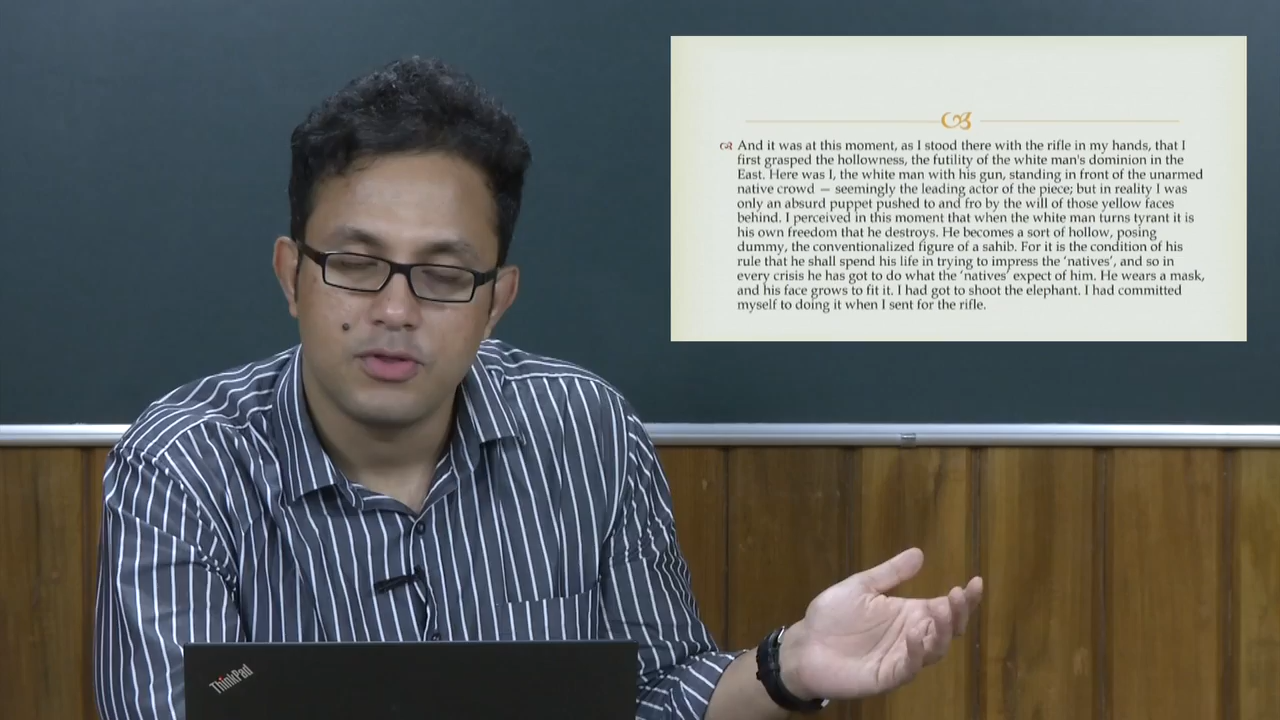 And it was at this moment, as I stood there with the rifle in my hands, that I
first grasped the hollowness, the futility of the white man's dominion in the
East. Here was I, the white man with his gun, standing in front of the unarmed
native crowd — seemingly the leading actor of the piece; but in reality I was
only an absurd puppet pushed to and fro by the will of those yellow faces
behind. I perceived in this moment that when the white man turns tyrant it is
his own freedom that he destroys. He becomes a sort of hollow, posing
dummy, the conventionalized figure of a sahib. For it is the condition of his
rule that he shall spend his life in trying to impress the ‘natives’, and so in
every crisis he has got to do what the ‘natives’ expect of him. He wears a mask,
and his face grows to fit it. I had got to shoot the elephant. I had committed
myself to doing it when I sent for the rifle.
ThinkPad